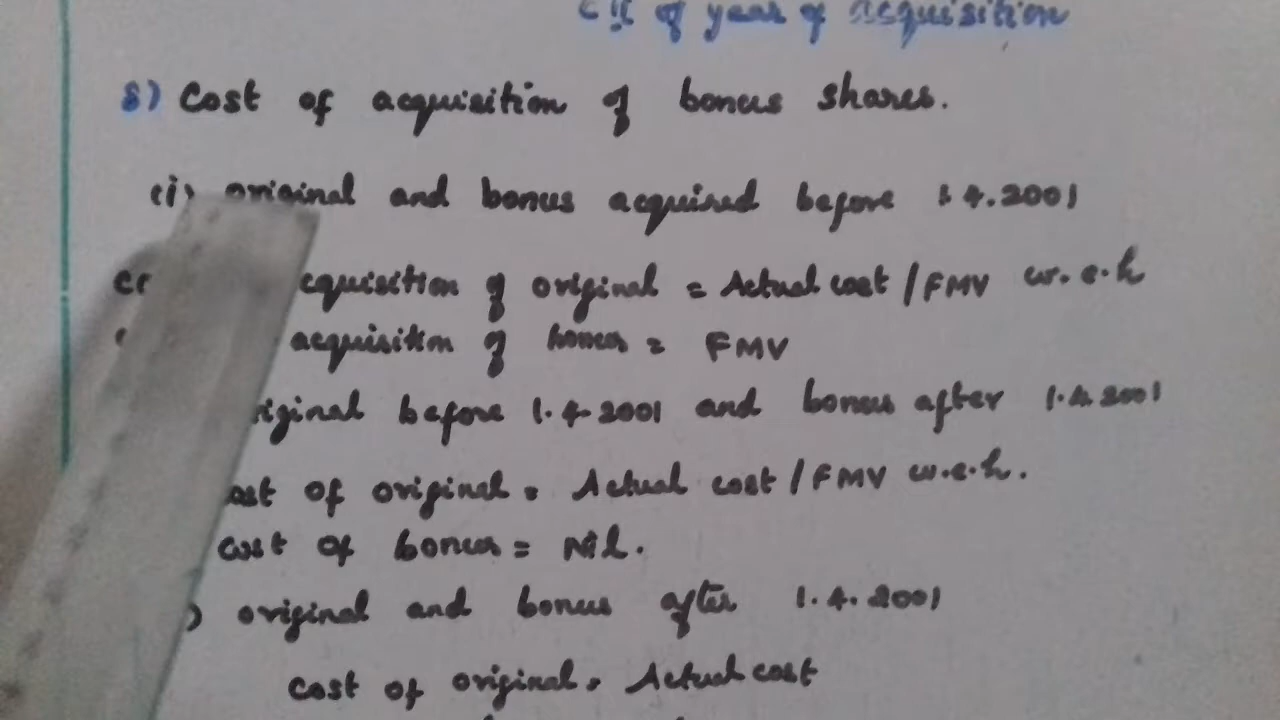 CII of year of acquisition
8) Cost of acquisition of bonus shares.
(i) original and bonus acquired before 1.4.2001
acquisition of original = Actual cost / FMV w.e.h
acquisition of bonus = FMV
original before 1.4.2001 and bonus after 1.4.2001
cost of original = Actual cost / FMV w.e.h.
cost of bonus = Nil.
) original and bonus after 1.4.2001
cost of original = Actual cost